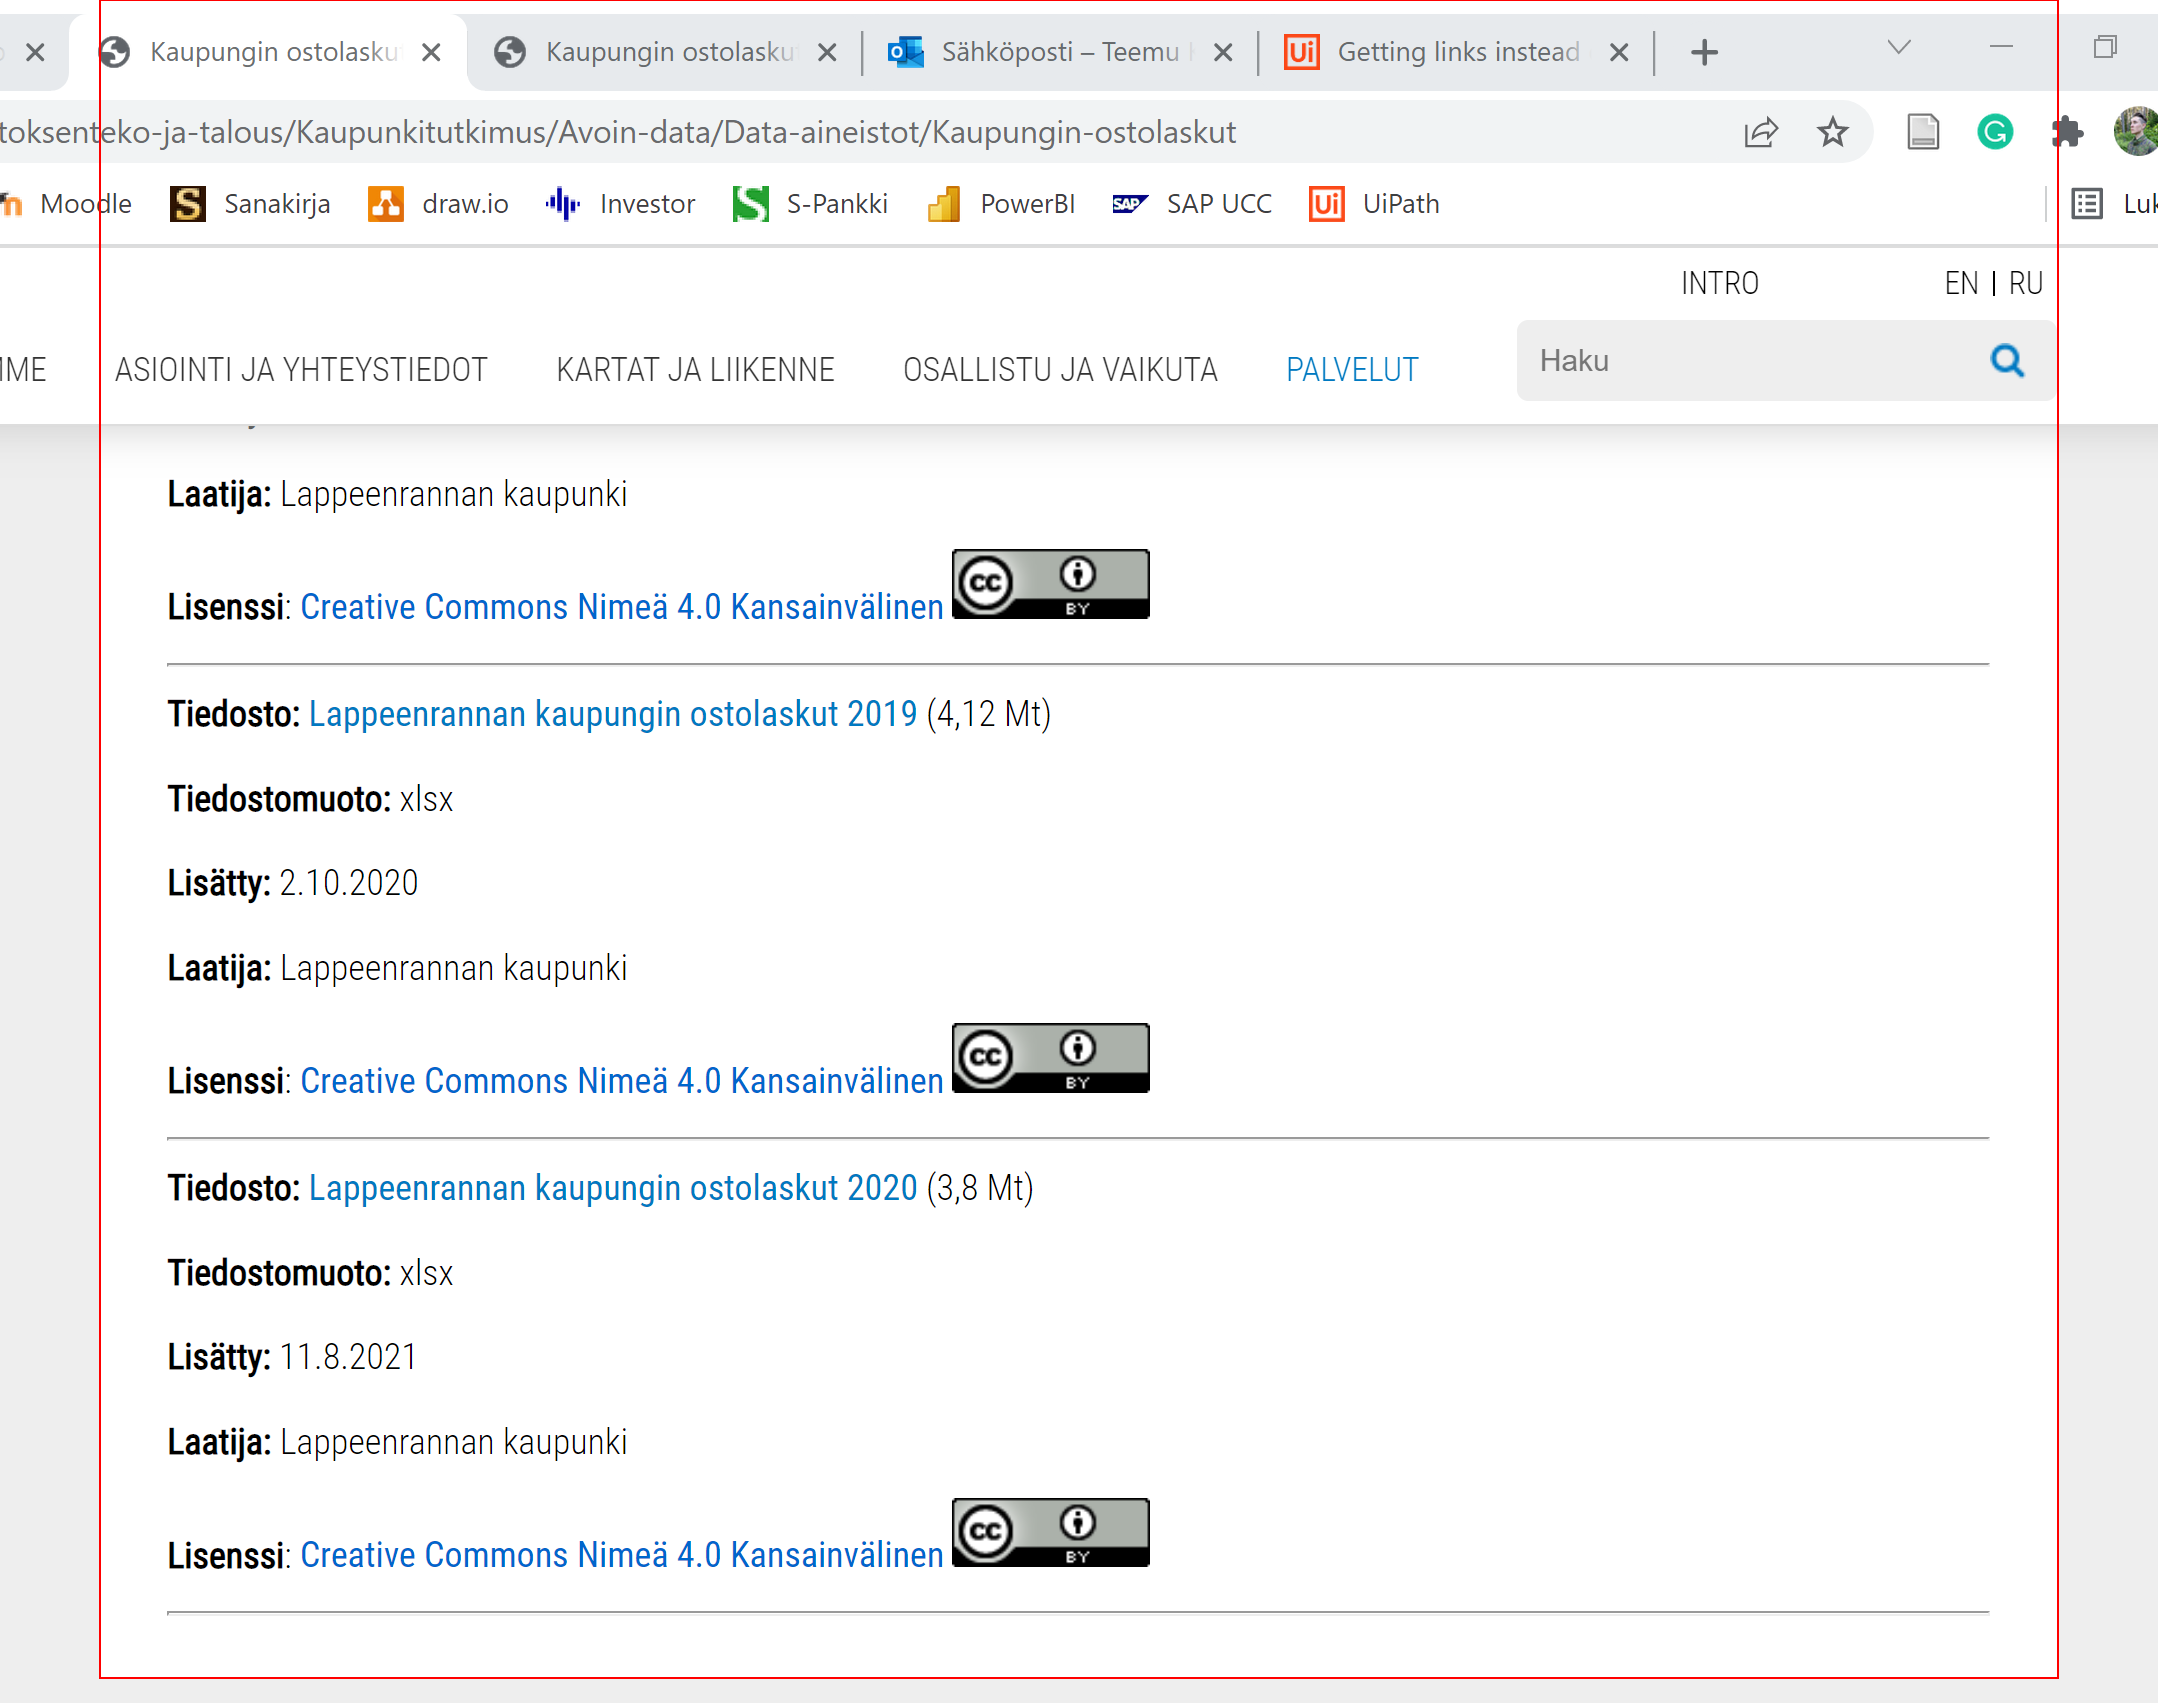 Kaupungin ostolasku Kaupungin ostolasku Sähköposti – Teemu Getting links instead
toksenteko-ja-talous/Kaupunkitutkimus/Avoin-data/Data-aineistot/Kaupungin-ostolaskut
Moodle Sanakirja draw.io Investor S-Pankki PowerBI SAP UCC UiPath Luk
INTRO EN | RU
MME ASIOINTI JA YHTEYSTIEDOT KARTAT JA LIIKENNE OSALLISTU JA VAIKUTA PALVELUT Haku
Laatija: Lappeenrannan kaupunki
Lisenssi: Creative Commons Nimeä 4.0 Kansainvälinen cc BY
Tiedosto: Lappeenrannan kaupungin ostolaskut 2019 (4,12 Mt)
Tiedostomuoto: xlsx
Lisätty: 2.10.2020
Laatija: Lappeenrannan kaupunki
Lisenssi: Creative Commons Nimeä 4.0 Kansainvälinen cc BY
Tiedosto: Lappeenrannan kaupungin ostolaskut 2020 (3,8 Mt)
Tiedostomuoto: xlsx
Lisätty: 11.8.2021
Laatija: Lappeenrannan kaupunki
Lisenssi: Creative Commons Nimeä 4.0 Kansainvälinen cc BY